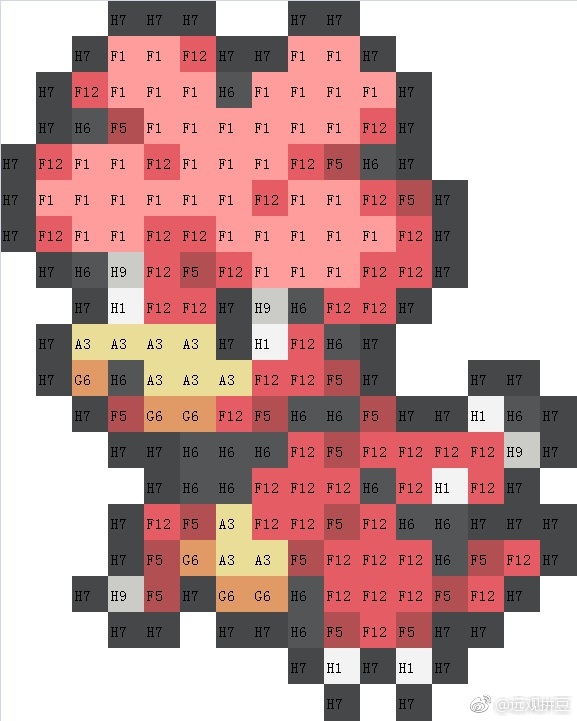 H7 H7 H7 H7 H7
H7 F1 F1 F12 H7 H7 F1 F1 H7
H7 F12 F1 F1 F1 H6 F1 F1 F1 F1 H7
H7 H6 F5 F1 F1 F1 F1 F1 F1 F12 H7
H7 F12 F1 F1 F12 F1 F1 F1 F12 F5 H6 H7
H7 F1 F1 F1 F1 F1 F1 F12 F1 F1 F12 F5 H7
H7 F12 F1 F1 F12 F12 F1 F1 F1 F1 F1 F12 H7
H7 H6 H9 F12 F5 F12 F1 F1 F1 F12 F12 H7
H7 H1 F12 F12 H7 H9 H6 F12 F12 H7
H7 A3 A3 A3 A3 H7 H1 F12 H6 H7
H7 G6 H6 A3 A3 A3 F12 F12 F5 H7 H7 H7
H7 F5 G6 G6 F12 F5 H6 H6 F5 H7 H7 H1 H6 H7
H7 H7 H6 H6 H6 F12 F5 F12 F12 F12 F12 H9 H7
H7 H6 H6 F12 F12 F12 H6 F12 H1 F12 H7
H7 F12 F5 A3 F12 F12 F5 F12 H6 H6 H7 H7 H7
H7 F5 G6 A3 A3 F5 F12 F12 F12 H6 F5 F12 H7
H7 H9 F5 H7 G6 G6 H6 F12 F12 F12 F5 F12 H7
H7 H7 H7 H7 H6 F5 F12 F5 H7 H7
H7 H1 H7 H1 H7
H7 H7
@远观拼豆